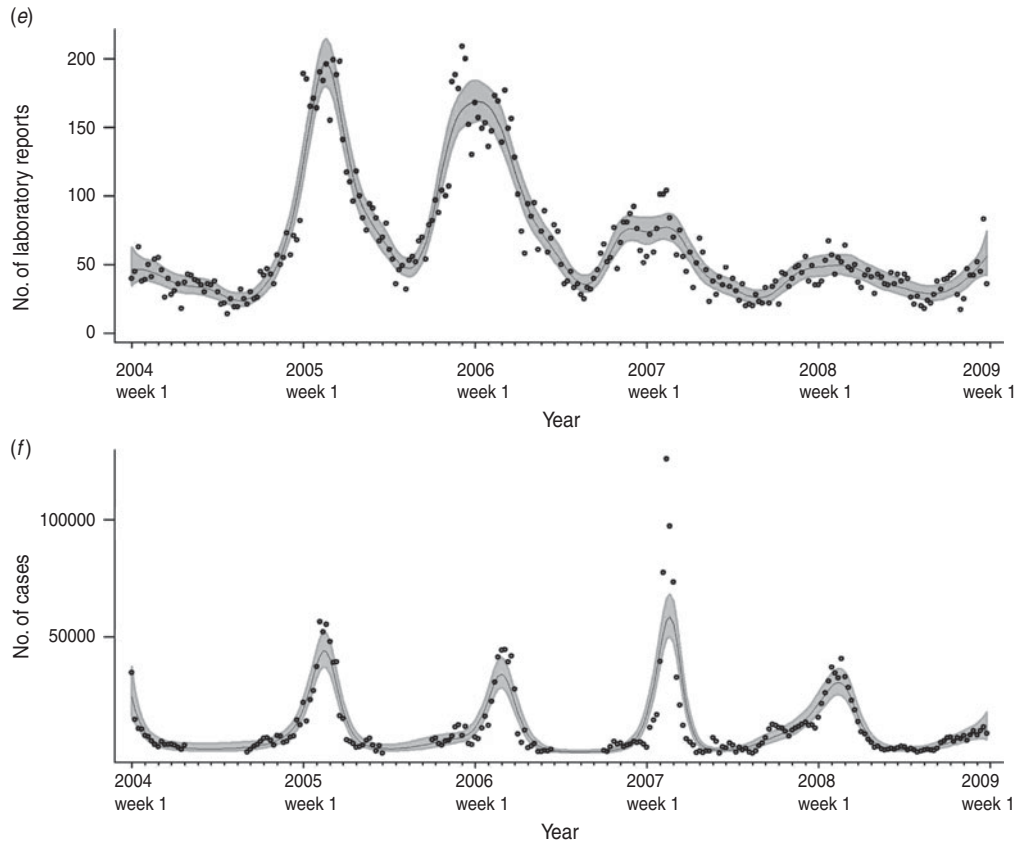 (e)
200
150
100
50
0
No. of laboratory reports
2004 2005 2006 2007 2008 2009
week 1 week 1 week 1 week 1 week 1 week 1
Year
(f)
100000
50000
No. of cases
2004 2005 2006 2007 2008 2009
week 1 week 1 week 1 week 1 week 1 week 1
Year